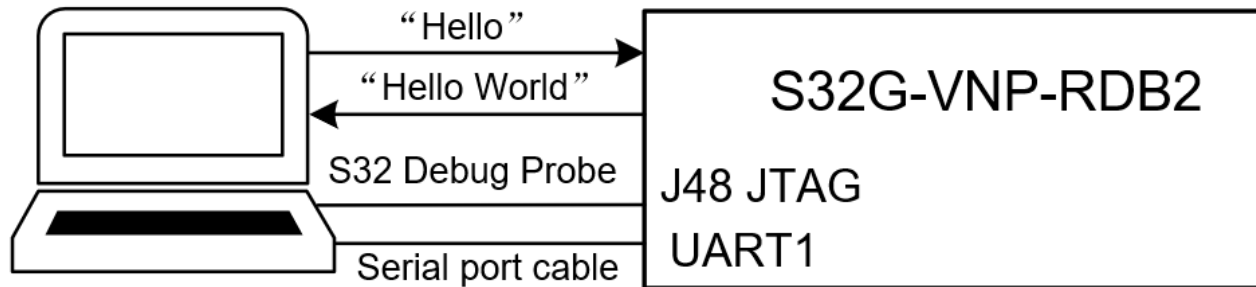 “Hello”
“Hello World”
S32 Debug Probe
Serial port cable
S32G-VNP-RDB2
J48 JTAG
UART1